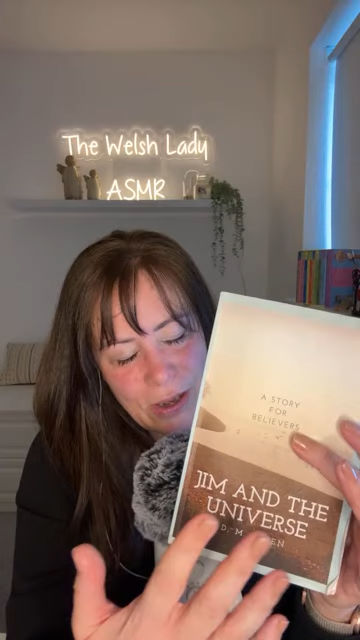 The Welsh Lady
ASMR
A STORY
FOR
BELIEVERS
JIM AND THE
UNIVERSE